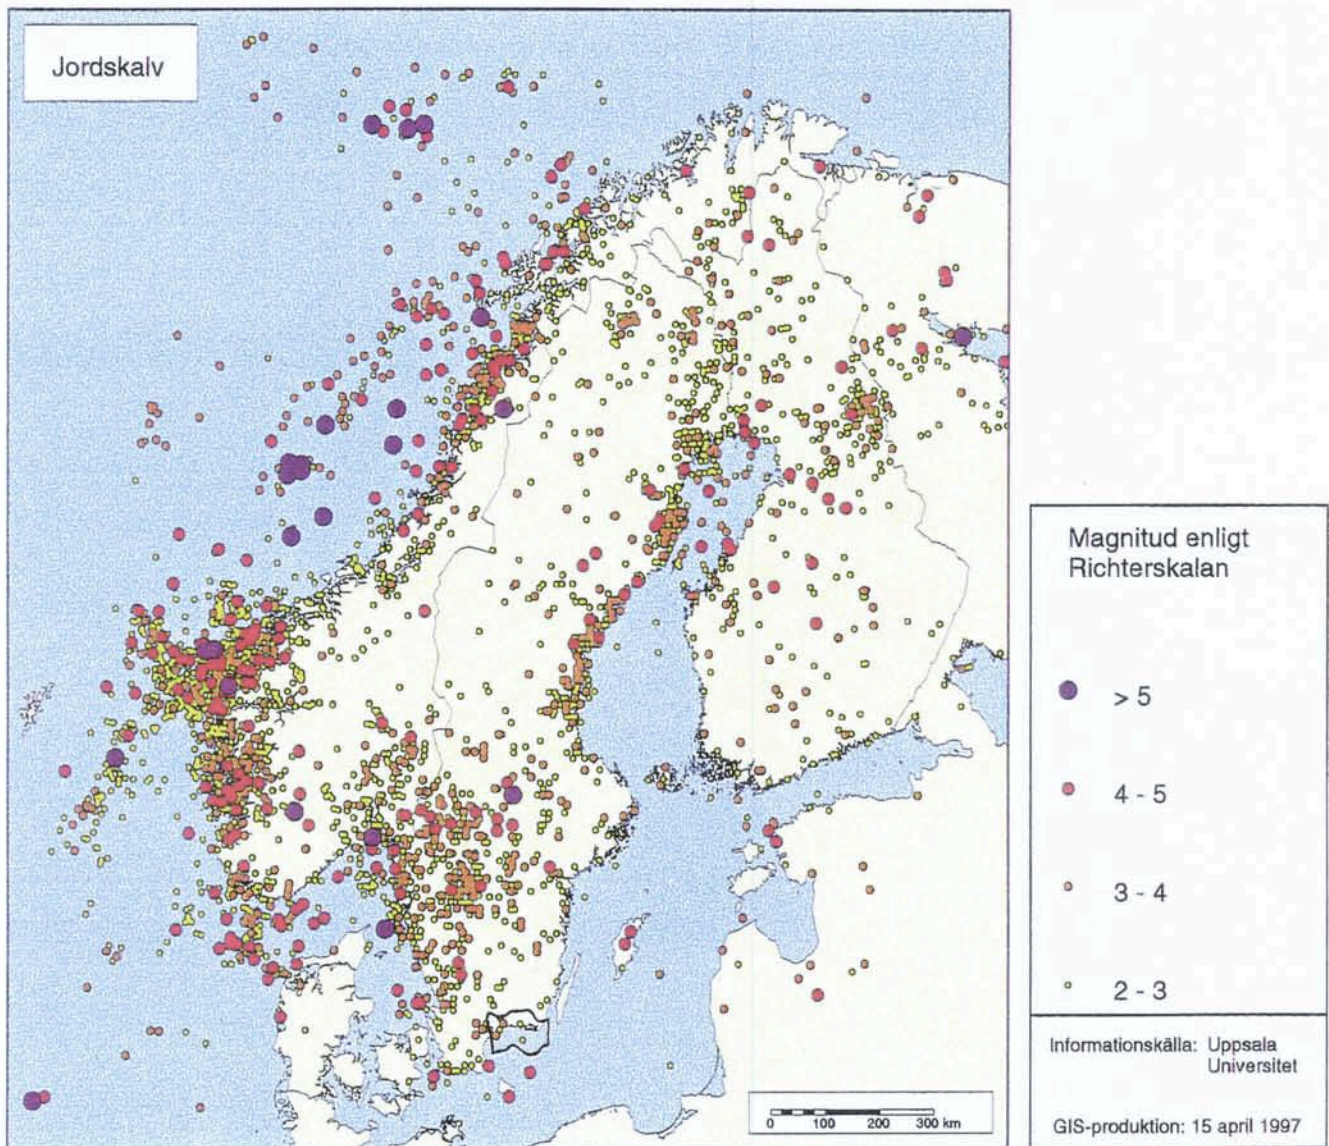 Jordskalv
Magnitud enligt
Richterskalan
> 5
4 - 5
3 - 4
2 - 3
Informationskälla: Uppsala
Universitet
GIS-produktion: 15 april 1997
0 100 200 300 km